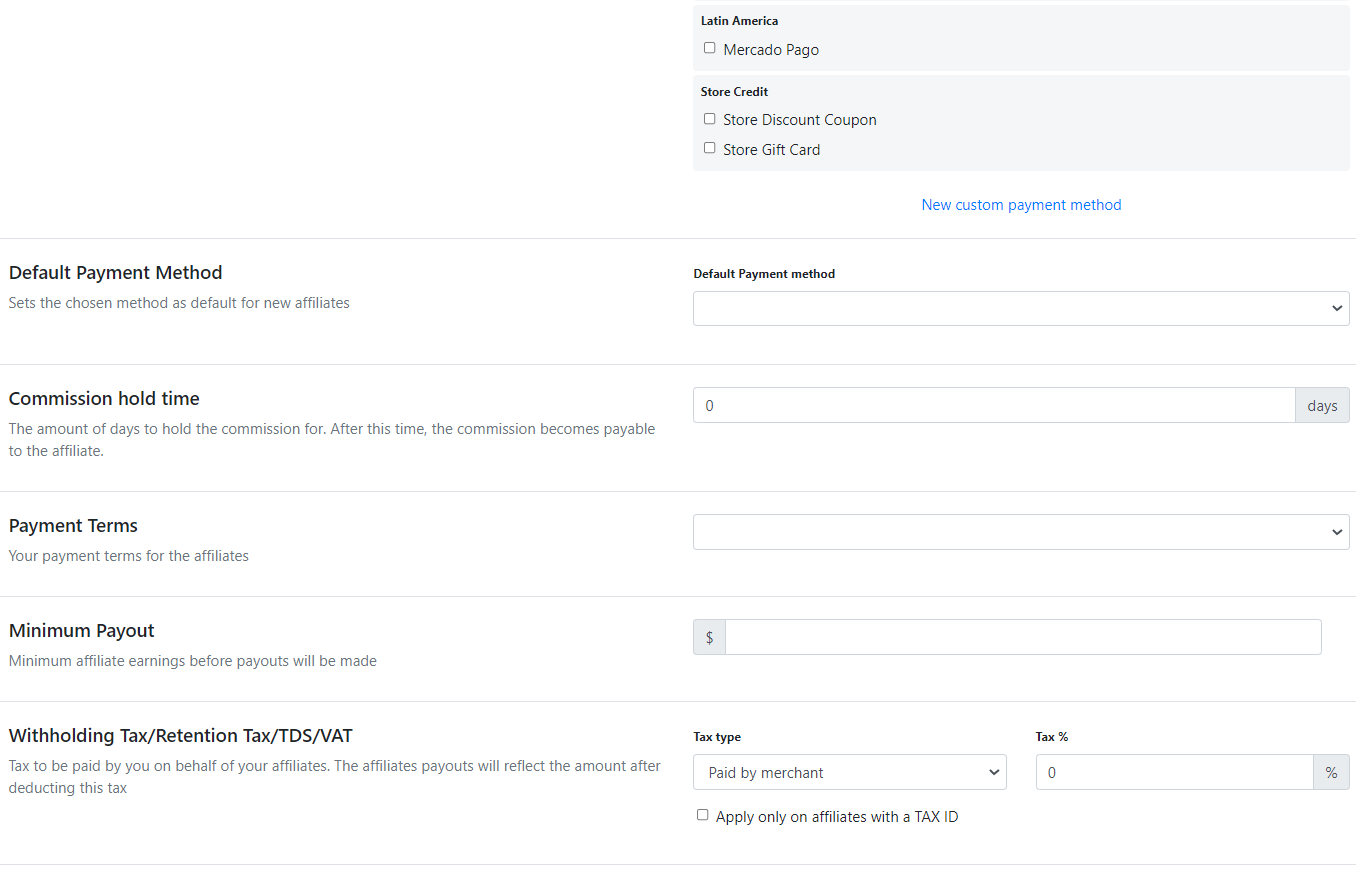 Latin America
Mercado Pago
Store Credit
Store Discount Coupon
Store Gift Card
New custom payment method
Default Payment Method
Sets the chosen method as default for new affiliates
Default Payment method
Commission hold time
The amount of days to hold the commission for. After this time, the commission becomes payable
to the affiliate.
0
days
Payment Terms
Your payment terms for the affiliates
Minimum Payout
Minimum affiliate earnings before payouts will be made
$
Withholding Tax/Retention Tax/TDS/VAT
Tax to be paid by you on behalf of your affiliates. The affiliates payouts will reflect the amount after
deducting this tax
Tax type
Paid by merchant
Tax %
0
%
Apply only on affiliates with a TAX ID